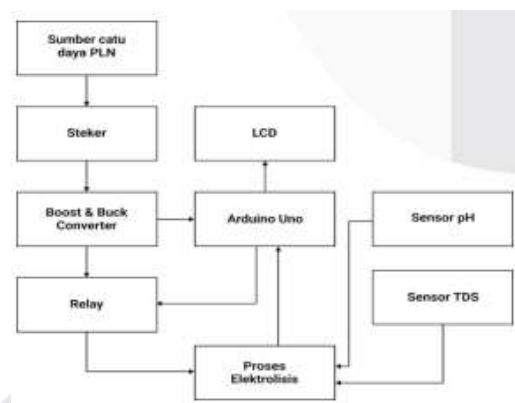 Sumber catu
daya PLN
Steker
LCD
Boost & Buck
Converter
Arduino Uno
Sensor pH
Relay
Sensor TDS
Proses
Elektrolisis